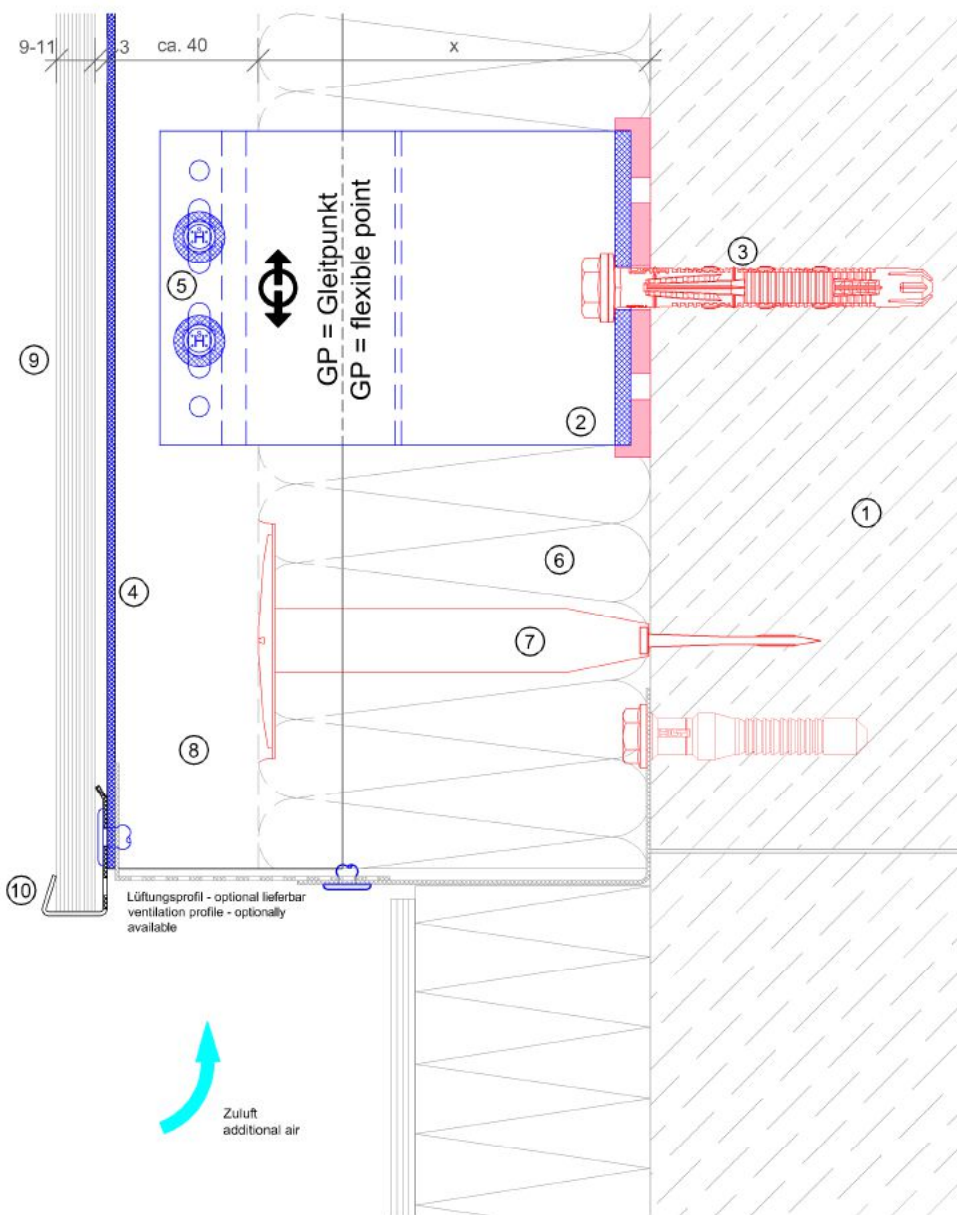 9-11
3
ca. 40
x
GP = Gleitpunkt
GP = flexible point
3
5
9
2
1
6
4
7
8
10
Lüftungsprofil - optional lieferbar
ventilation profile - optionally
available
Zuluft
additional air